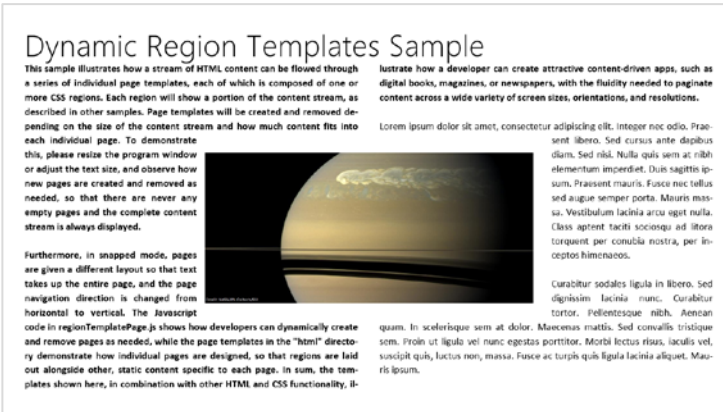 Dynamic Region Templates Sample
This sample illustrates how a stream of HTML content can be flowed through
a series of individual page templates, each of which is composed of one or
more CSS regions. Each region will show a portion of the content stream, as
described in other samples. Page templates will be created and removed de-
pending on the size of the content stream and how much content fits into
each individual page. To demonstrate
this, please resize the program window
or adjust the text size, and observe how
new pages are created and removed as
needed, so that there are never any
empty pages and the complete content
stream is always displayed.
Furthermore, in snapped mode, pages
are given a different layout so that text
takes up the entire page, and the page
navigation direction is changed from
horizontal to vertical. The Javascript
code in regionTemplatePage.js shows how developers can dynamically create
and remove pages as needed, while the page templates in the "html" directo-
ry demonstrate how individual pages are designed, so that regions are laid
out alongside other, static content specific to each page. In sum, the tem-
plates shown here, in combination with other HTML and CSS functionality, il-
lustrate how a developer can create attractive content-driven apps, such as
digital books, magazines, or newspapers, with the fluidity needed to paginate
content across a wide variety of screen sizes, orientations, and resolutions.
Lorem ipsum dolor sit amet, consectetur adipiscing elit. Integer nec odio. Prae-
sent libero. Sed cursus ante dapibus
diam. Sed nisi. Nulla quis sem at nibh
elementum imperdiet. Duis sagittis ip-
sum. Praesent mauris. Fusce nec tellus
sed augue semper porta. Mauris mas-
sa. Vestibulum lacinia arcu eget nulla.
Class aptent taciti sociosqu ad litora
torquent per conubia nostra, per in-
ceptos himenaeos.
Curabitur sodales ligula in libero. Sed
dignissim lacinia nunc. Curabitur
tortor. Pellentesque nibh. Aenean
quam. In scelerisque sem at dolor. Maecenas mattis. Sed convallis tristique
sem. Proin ut ligula vel nunc egestas porttitor. Morbi lectus risus, iaculis vel,
suscipit quis, luctus non, massa. Fusce ac turpis quis ligula lacinia aliquet. Mau-
ris ipsum.